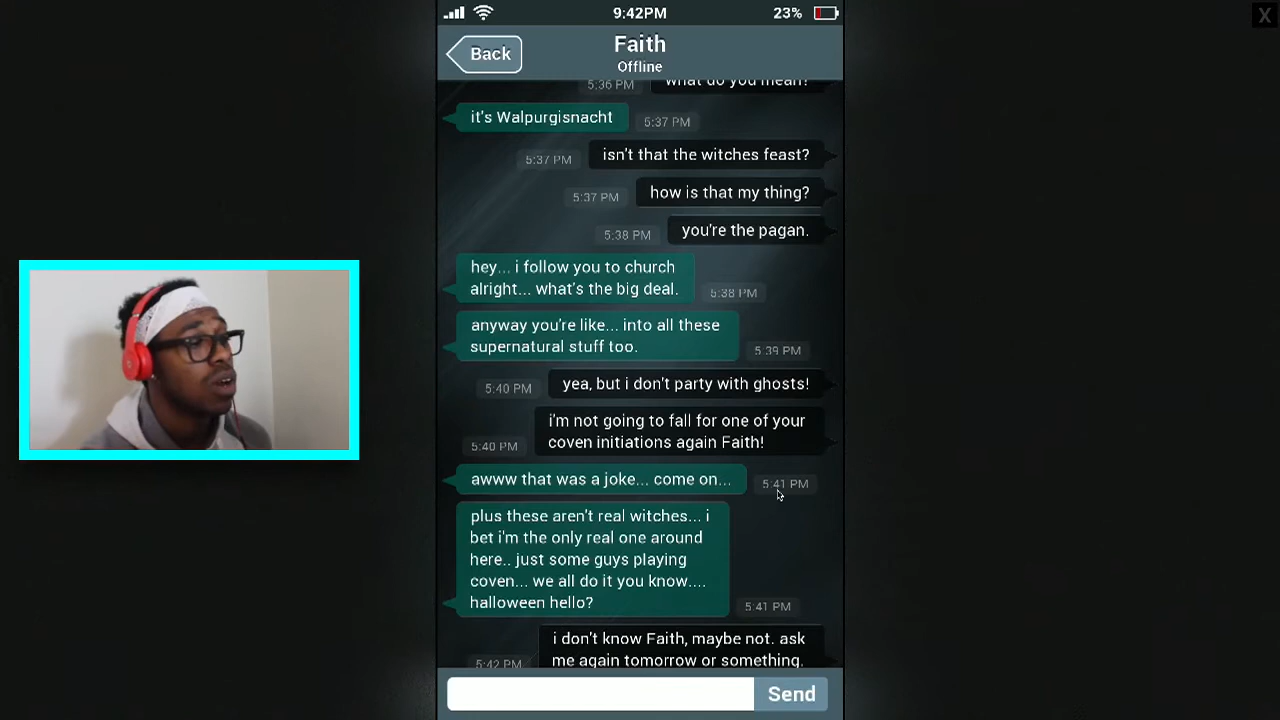 9:42PM
23%
X
Back
Faith
Offline
what do you mean?
5:36 PM
it's Walpurgisnacht
5:37 PM
isn't that the witches feast?
5:37 PM
how is that my thing?
5:37 PM
you're the pagan.
5:38 PM
hey... i follow you to church
alright... what's the big deal.
5:38 PM
anyway you're like... into all these
supernatural stuff too.
5:39 PM
yea, but i don't party with ghosts!
5:40 PM
i'm not going to fall for one of your
coven initiations again Faith!
5:40 PM
awww that was a joke... come on...
5:41 PM
plus these aren't real witches... i
bet i'm the only real one around
here.. just some guys playing
coven... we all do it you know....
halloween hello?
5:41 PM
i don't know Faith, maybe not. ask
me again tomorrow or something.
5:42 PM
Send